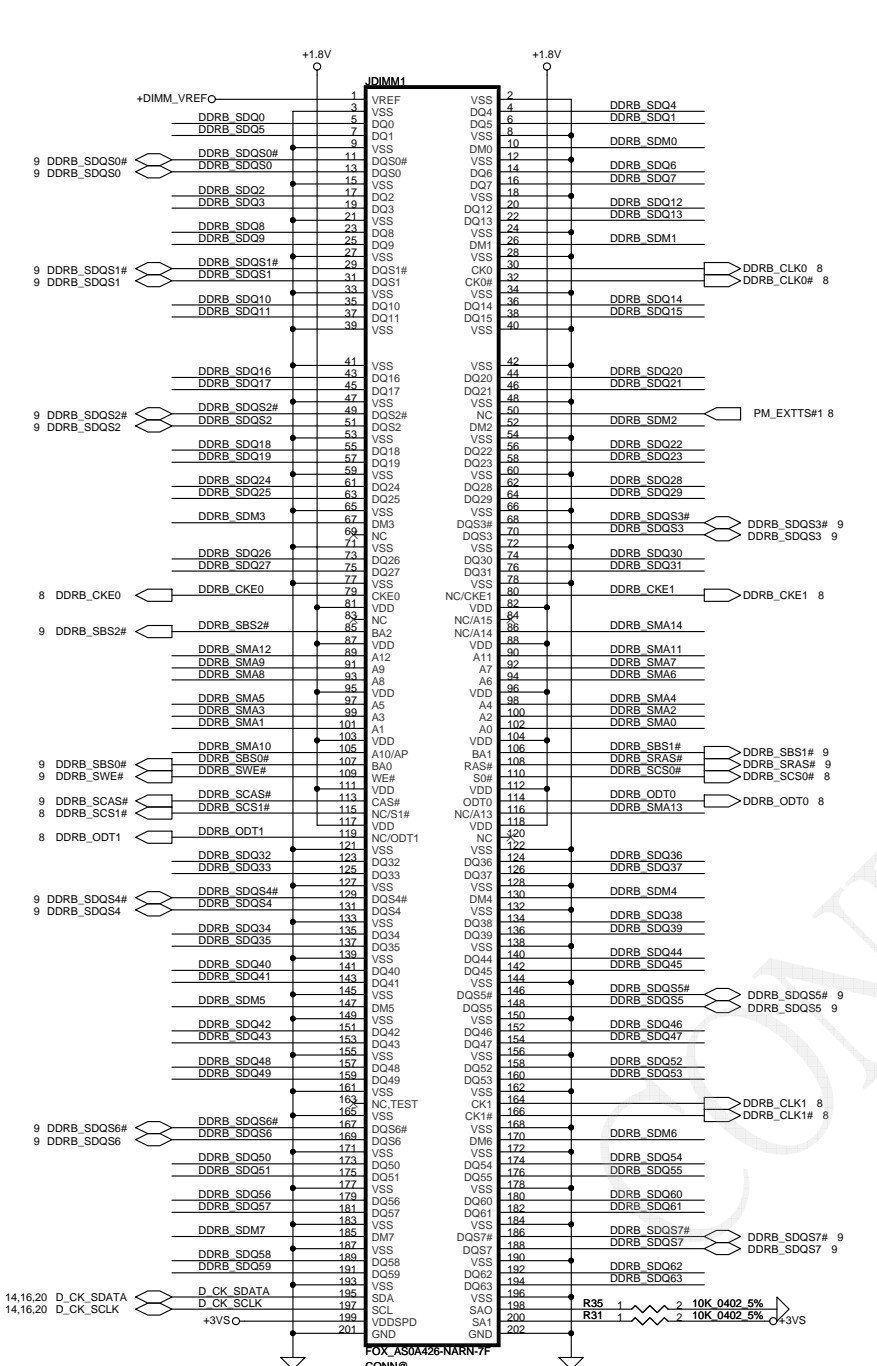 +1.8V +1.8V
JDIMM1
+DIMM_VREF 1 VREF VSS 2
3 VSS DQ4 4 DDRB_SDQ4
DDRB_SDQ0 5 DQ0 DQ5 6 DDRB_SDQ1
DDRB_SDQ5 7 DQ1 VSS 8
9 VSS DM0 10 DDRB_SDM0
9 DDRB_SDQS0# DDRB_SDQS0# 11 DQS0# VSS 12
9 DDRB_SDQS0 DDRB_SDQS0 13 DQS0 DQ6 14 DDRB_SDQ6
15 VSS DQ7 16 DDRB_SDQ7
DDRB_SDQ2 17 DQ2 VSS 18
DDRB_SDQ3 19 DQ3 DQ12 20 DDRB_SDQ12
21 VSS DQ13 22 DDRB_SDQ13
DDRB_SDQ8 23 DQ8 VSS 24
DDRB_SDQ9 25 DQ9 DM1 26 DDRB_SDM1
27 VSS VSS 28
9 DDRB_SDQS1# DDRB_SDQS1# 29 DQS1# CK0 30 DDRB_CLK0 8
9 DDRB_SDQS1 DDRB_SDQS1 31 DQS1 CK0# 32 DDRB_CLK0# 8
33 VSS VSS 34
DDRB_SDQ10 35 DQ10 DQ14 36 DDRB_SDQ14
DDRB_SDQ11 37 DQ11 DQ15 38 DDRB_SDQ15
39 VSS VSS 40
41 VSS VSS 42
DDRB_SDQ16 43 DQ16 DQ20 44 DDRB_SDQ20
DDRB_SDQ17 45 DQ17 DQ21 46 DDRB_SDQ21
47 VSS VSS 48
9 DDRB_SDQS2# DDRB_SDQS2# 49 DQS2# NC 50 PM_EXTTS#1 8
9 DDRB_SDQS2 DDRB_SDQS2 51 DQS2 DM2 52 DDRB_SDM2
53 VSS VSS 54
DDRB_SDQ18 55 DQ18 DQ22 56 DDRB_SDQ22
DDRB_SDQ19 57 DQ19 DQ23 58 DDRB_SDQ23
59 VSS VSS 60
DDRB_SDQ24 61 DQ24 DQ28 62 DDRB_SDQ28
DDRB_SDQ25 63 DQ25 DQ29 64 DDRB_SDQ29
65 VSS VSS 66
DDRB_SDM3 67 DM3 DQS3# 68 DDRB_SDQS3# DDRB_SDQS3# 9
69 NC DQS3 70 DDRB_SDQS3 DDRB_SDQS3 9
71 VSS VSS 72
DDRB_SDQ26 73 DQ26 DQ30 74 DDRB_SDQ30
DDRB_SDQ27 75 DQ27 DQ31 76 DDRB_SDQ31
77 VSS VSS 78
8 DDRB_CKE0 DDRB_CKE0 79 CKE0 NC/CKE1 80 DDRB_CKE1 DDRB_CKE1 8
81 VDD VDD 82
83 NC NC/A15 84
9 DDRB_SBS2# DDRB_SBS2# 85 BA2 NC/A14 86 DDRB_SMA14
87 VDD VDD 88
DDRB_SMA12 89 A12 A11 90 DDRB_SMA11
DDRB_SMA9 91 A9 A7 92 DDRB_SMA7
DDRB_SMA8 93 A8 A6 94 DDRB_SMA6
95 VDD VDD 96
DDRB_SMA5 97 A5 A4 98 DDRB_SMA4
DDRB_SMA3 99 A3 A2 100 DDRB_SMA2
DDRB_SMA1 101 A1 A0 102 DDRB_SMA0
103 VDD VDD 104
DDRB_SMA10 105 A10/AP BA1 106 DDRB_SBS1# DDRB_SBS1# 9
9 DDRB_SBS0# DDRB_SBS0# 107 BA0 RAS# 108 DDRB_SRAS# DDRB_SRAS# 9
9 DDRB_SWE# DDRB_SWE# 109 WE# S0# 110 DDRB_SCS0# DDRB_SCS0# 8
111 VDD VDD 112
9 DDRB_SCAS# DDRB_SCAS# 113 CAS# ODT0 114 DDRB_ODT0 DDRB_ODT0 8
8 DDRB_SCS1# DDRB_SCS1# 115 NC/S1# NC/A13 116 DDRB_SMA13
117 VDD VDD 118
8 DDRB_ODT1 DDRB_ODT1 119 NC/ODT1 NC 120
121 VSS VSS 122
DDRB_SDQ32 123 DQ32 DQ36 124 DDRB_SDQ36
DDRB_SDQ33 125 DQ33 DQ37 126 DDRB_SDQ37
127 VSS VSS 128
9 DDRB_SDQS4# DDRB_SDQS4# 129 DQS4# DM4 130 DDRB_SDM4
9 DDRB_SDQS4 DDRB_SDQS4 131 DQS4 VSS 132
133 VSS DQ38 134 DDRB_SDQ38
DDRB_SDQ34 135 DQ34 DQ39 136 DDRB_SDQ39
DDRB_SDQ35 137 DQ35 VSS 138
139 VSS DQ44 140 DDRB_SDQ44
DDRB_SDQ40 141 DQ40 DQ45 142 DDRB_SDQ45
DDRB_SDQ41 143 DQ41 VSS 144
145 VSS DQS5# 146 DDRB_SDQS5# DDRB_SDQS5# 9
DDRB_SDM5 147 DM5 DQS5 148 DDRB_SDQS5 DDRB_SDQS5 9
149 VSS VSS 150
DDRB_SDQ42 151 DQ42 DQ46 152 DDRB_SDQ46
DDRB_SDQ43 153 DQ43 DQ47 154 DDRB_SDQ47
155 VSS VSS 156
DDRB_SDQ48 157 DQ48 DQ52 158 DDRB_SDQ52
DDRB_SDQ49 159 DQ49 DQ53 160 DDRB_SDQ53
161 VSS VSS 162
163 NC,TEST CK1 164 DDRB_CLK1 8
165 VSS CK1# 166 DDRB_CLK1# 8
9 DDRB_SDQS6# DDRB_SDQS6# 167 DQS6# VSS 168
9 DDRB_SDQS6 DDRB_SDQS6 169 DQS6 DM6 170 DDRB_SDM6
171 VSS VSS 172
DDRB_SDQ50 173 DQ50 DQ54 174 DDRB_SDQ54
DDRB_SDQ51 175 DQ51 DQ55 176 DDRB_SDQ55
177 VSS VSS 178
DDRB_SDQ56 179 DQ56 DQ60 180 DDRB_SDQ60
DDRB_SDQ57 181 DQ57 DQ61 182 DDRB_SDQ61
183 VSS VSS 184
DDRB_SDM7 185 DM7 DQS7# 186 DDRB_SDQS7# DDRB_SDQS7# 9
187 VSS DQS7 188 DDRB_SDQS7 DDRB_SDQS7 9
DDRB_SDQ58 189 DQ58 VSS 190
DDRB_SDQ59 191 DQ59 DQ62 192 DDRB_SDQ62
193 VSS DQ63 194 DDRB_SDQ63
14,16,20 D_CK_SDATA D_CK_SDATA 195 SDA VSS 196
14,16,20 D_CK_SCLK D_CK_SCLK 197 SCL SAO 198 R35 1 2 10K_0402_5%
+3VS 199 VDDSPD SA1 200 R31 1 2 10K_0402_5% +3VS
201 GND GND 202
FOX_AS0A426-NARN-7F
CONN@